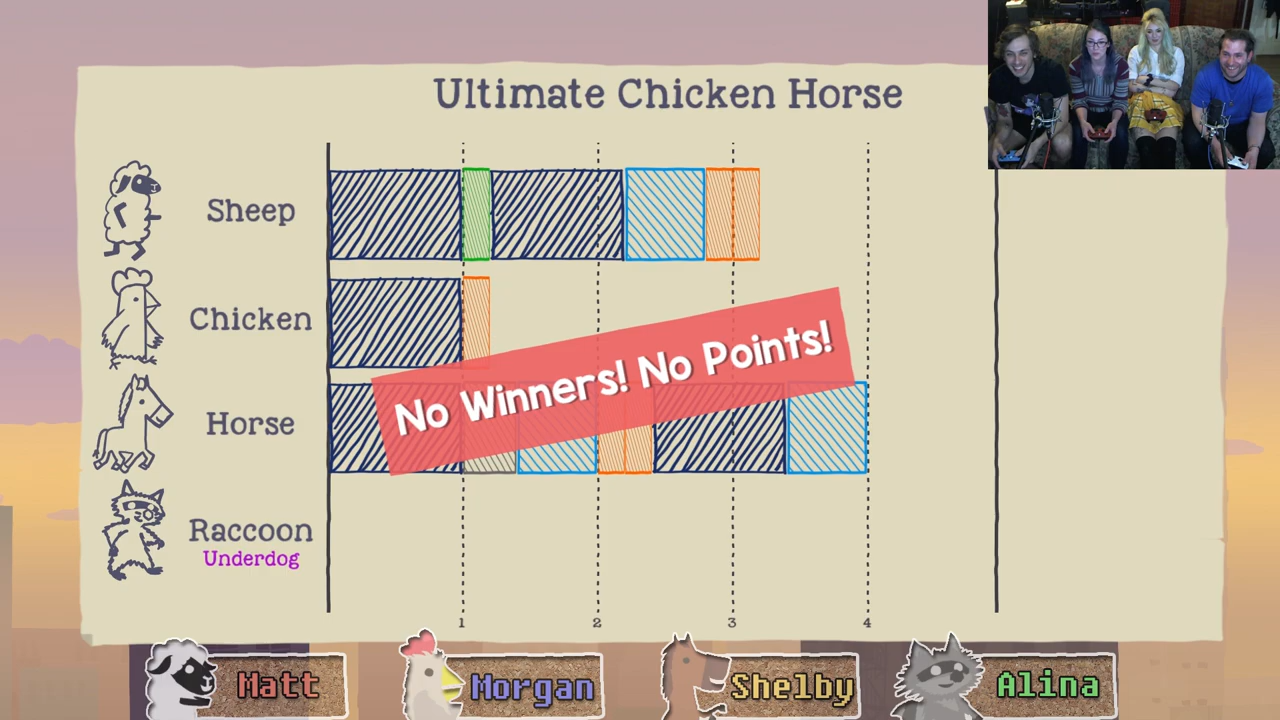 Ultimate Chicken Horse
Sheep
Chicken
No Winners! No Points!
Horse
Raccoon
Underdog
1 2 3 4
Matt Morgan Shelby Alina